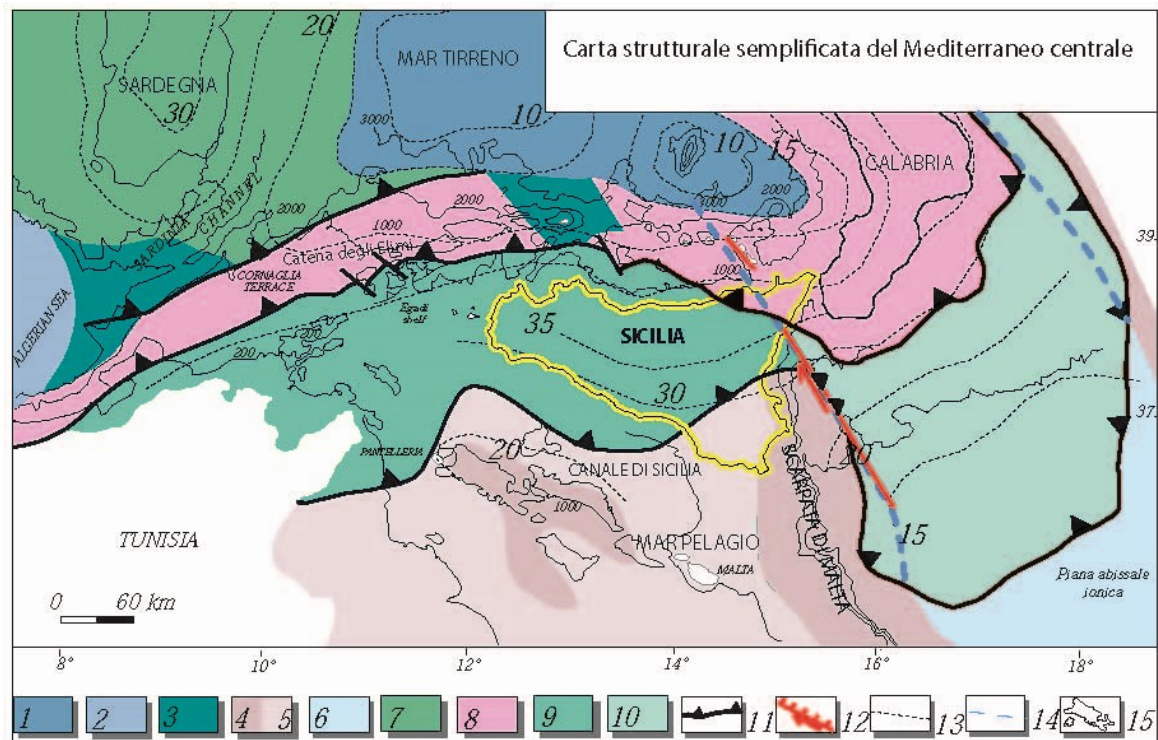 Carta strutturale semplificata del Mediterraneo centrale
20
MAR TIRRENO
SARDEGNA
30
10
3000
10
15
CALABRIA
SARDINIA CHANNEL
2000
1000
2000
3000
2000
39.
Catena degli Elimi
CORNAGLIA
TERRACE
1000
ALGERIAN SEA
Egadi
shelf
35
SICILIA
200
200
30
37.
PANTELLERIA
20
CANALE DI SICILIA
1000
SCARPATA DI MALTA
15
TUNISIA
MAR PELAGIO
MALTA
Piana abissale
ionica
0 60 km
8° 10° 12° 14° 16° 18°
1 2 3 4 5 6 7 8 9 10 11 12 13 14 15